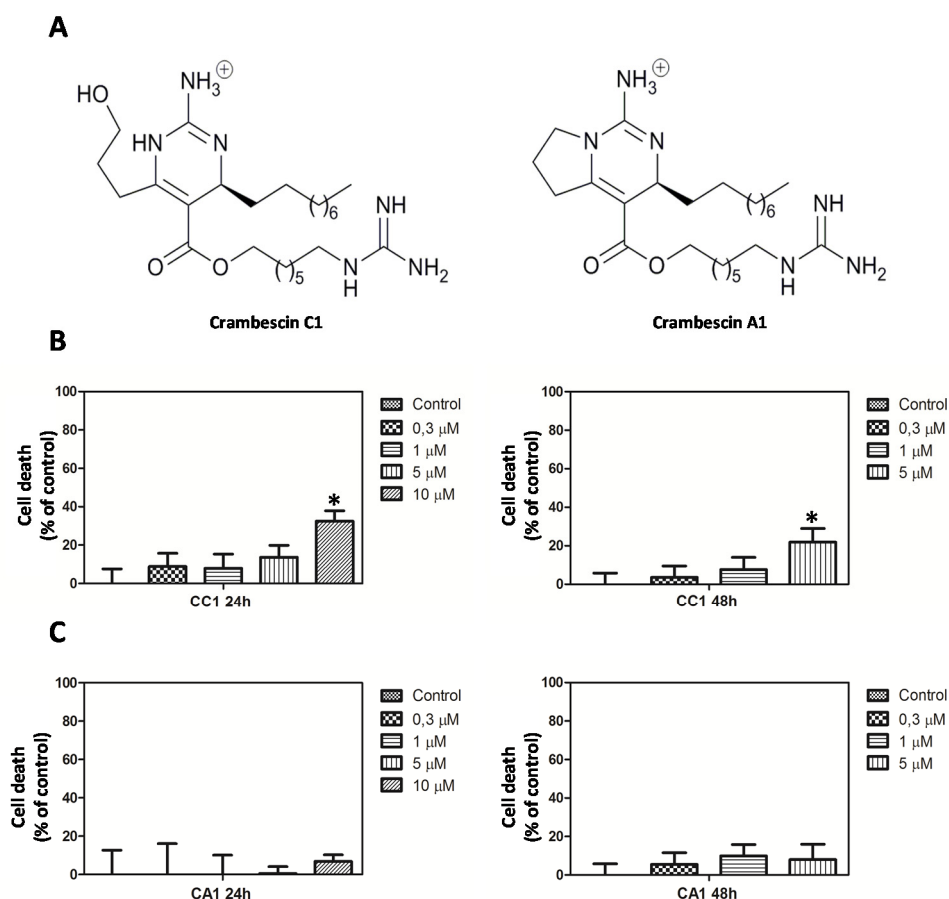 A
HO
NH3⊕
HN
N
( )6
NH
O
O
( )5
N
H
NH2
Crambescin C1
NH3⊕
N
N
( )6
NH
O
O
( )5
N
H
NH2
Crambescin A1
B
Cell death
(% of control)
100
80
60
40
20
0
*
CC1 24h
Control
0,3 μM
1 μM
5 μM
10 μM
Cell death
(% of control)
100
80
60
40
20
0
*
CC1 48h
Control
0,3 μM
1 μM
5 μM
C
Cell death
(% of control)
100
80
60
40
20
0
CA1 24h
Control
0,3 μM
1 μM
5 μM
10 μM
Cell death
(% of control)
100
80
60
40
20
0
CA1 48h
Control
0,3 μM
1 μM
5 μM